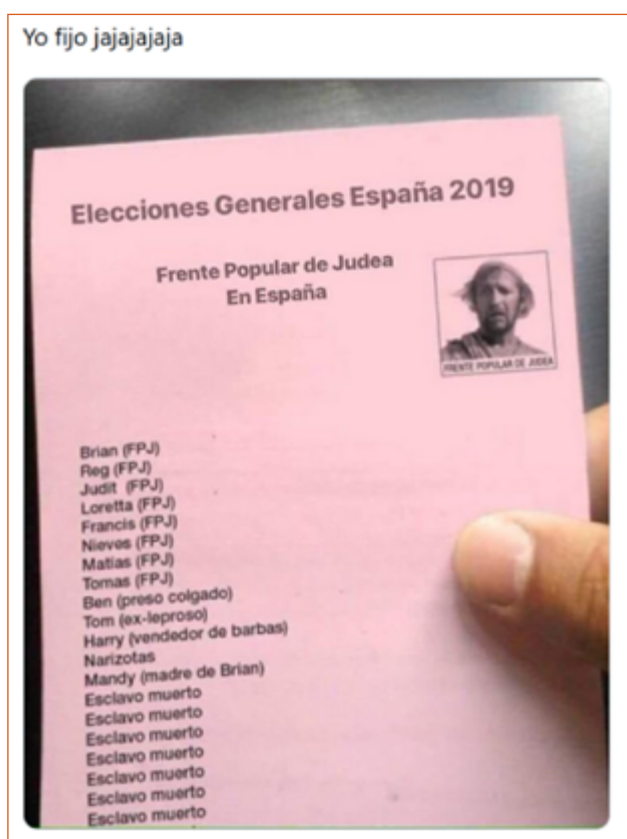 Yo fijo jajajajaja
Elecciones Generales España 2019
Frente Popular de Judea
En España
FRENTE POPULAR DE JUDEA
Brian (FPJ)
Reg (FPJ)
Judit (FPJ)
Loretta (FPJ)
Francis (FPJ)
Nieves (FPJ)
Matias (FPJ)
Tomas (FPJ)
Ben (preso colgado)
Tom (ex-leproso)
Harry (vendedor de barbas)
Narizotas
Mandy (madre de Brian)
Esclavo muerto
Esclavo muerto
Esclavo muerto
Esclavo muerto
Esclavo muerto
Esclavo muerto
Esclavo muerto